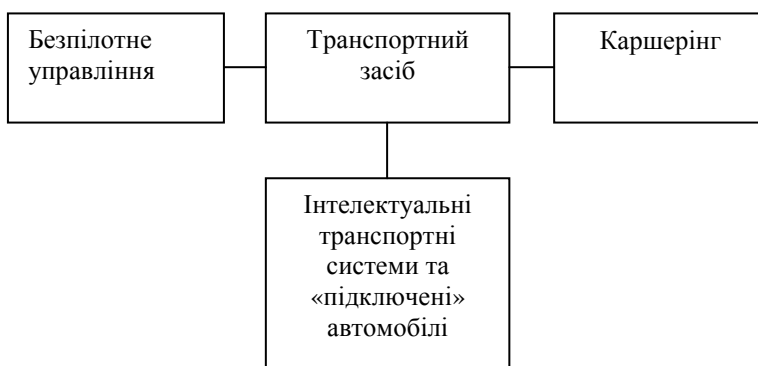 Безпілотне
управління
Транспортний
засіб
Каршерінг
Інтелектуальні
транспортні
системи та
«підключені»
автомобілі